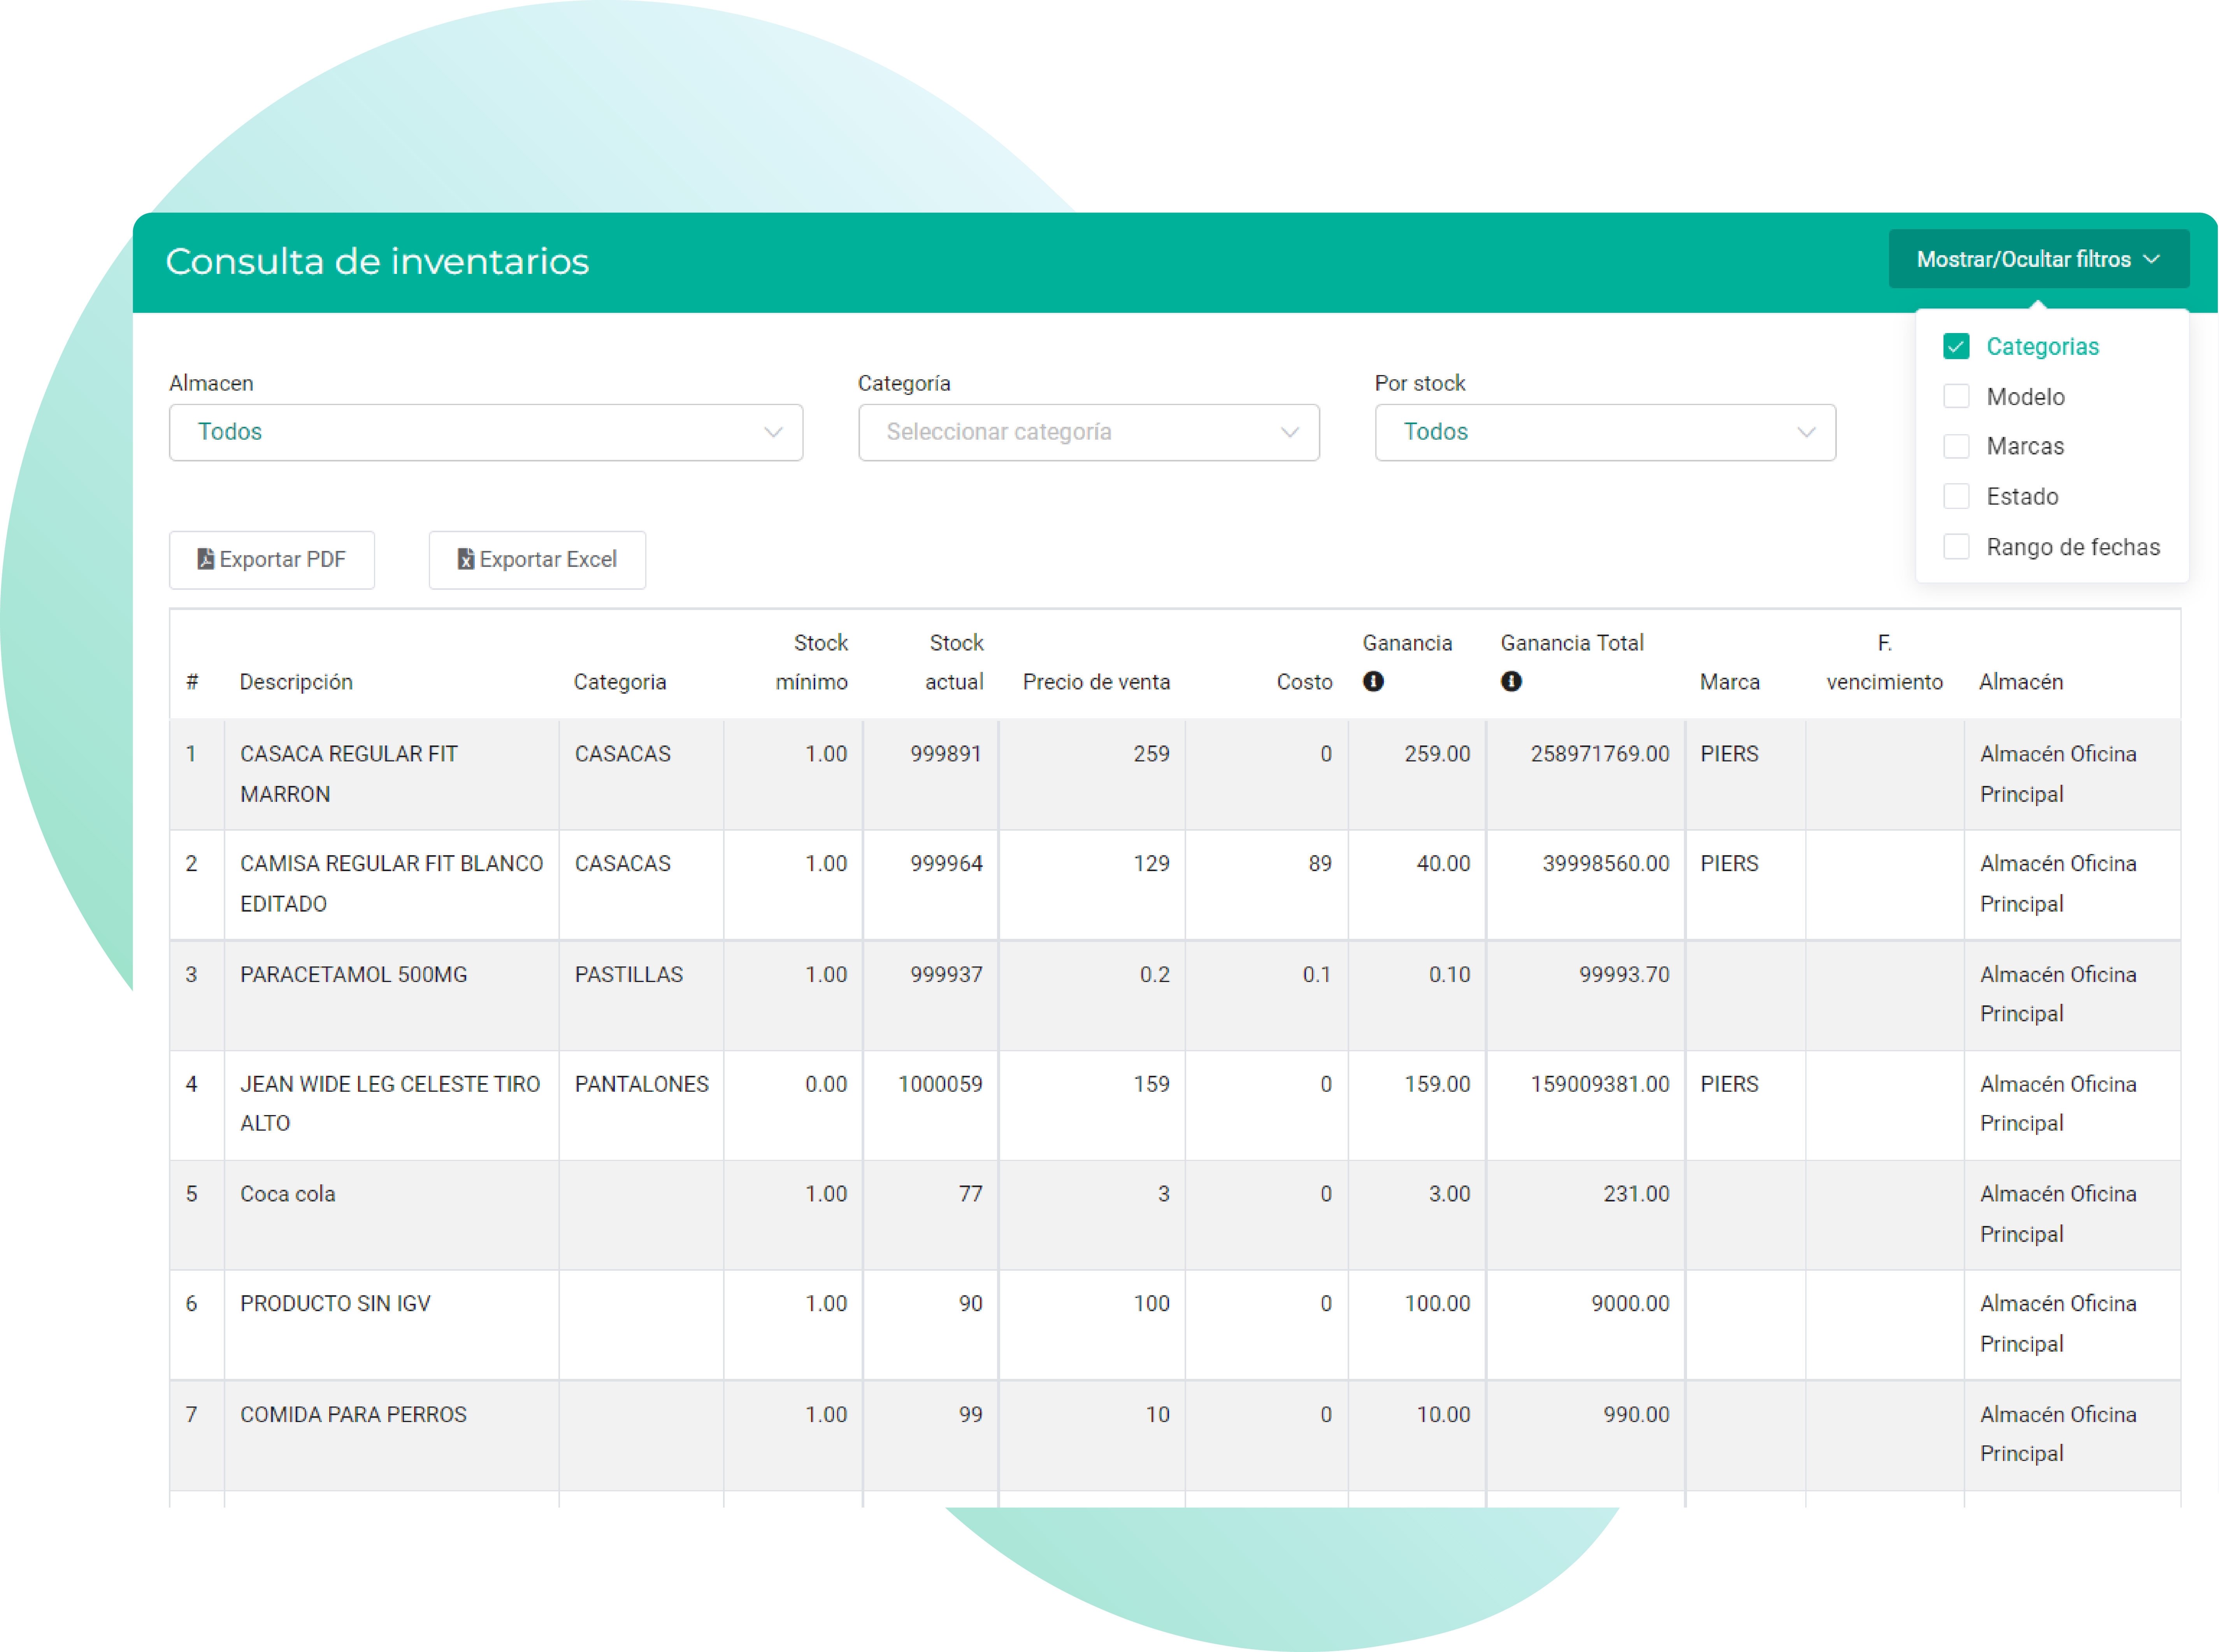 Consulta de inventarios
Mostrar/Ocultar filtros
Categorias
Modelo
Marcas
Estado
Rango de fechas
Almacen
Todos
Categoría
Seleccionar categoría
Por stock
Todos
Exportar PDF
Exportar Excel
# Descripción Categoria Stock mínimo Stock actual Precio de venta Costo Ganancia Ganancia Total Marca F. vencimiento Almacén
1 CASACA REGULAR FIT CASACAS 1.00 999891 259 0 259.00 258971769.00 PIERS Almacén Oficina
MARRON Principal
2 CAMISA REGULAR FIT BLANCO CASACAS 1.00 999964 129 89 40.00 39998560.00 PIERS Almacén Oficina
EDITADO Principal
3 PARACETAMOL 500MG PASTILLAS 1.00 999937 0.2 0.1 0.10 99993.70 Almacén Oficina
Principal
4 JEAN WIDE LEG CELESTE TIRO PANTALONES 0.00 1000059 159 0 159.00 159009381.00 PIERS Almacén Oficina
ALTO Principal
5 Coca cola 1.00 77 3 0 3.00 231.00 Almacén Oficina
Principal
6 PRODUCTO SIN IGV 1.00 90 100 0 100.00 9000.00 Almacén Oficina
Principal
7 COMIDA PARA PERROS 1.00 99 10 0 10.00 990.00 Almacén Oficina
Principal